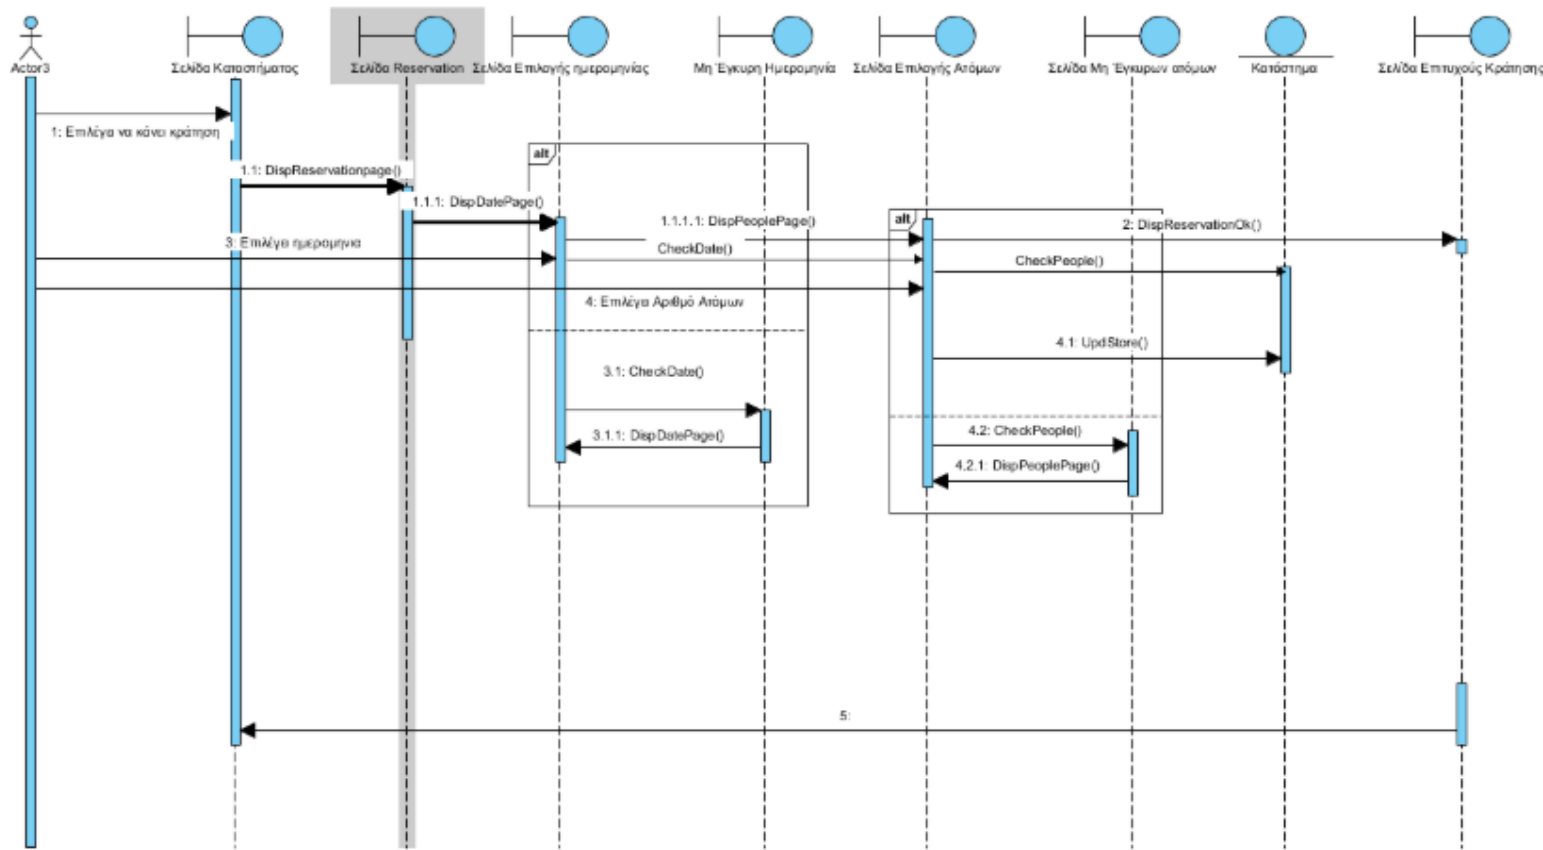 Actor3
Σελίδα Καταστήματος
Σελίδα Reservation
Σελίδα Επιλογής ημερομηνίας
Μη Έγκυρη Ημερομηνία
Σελίδα Επιλογής Ατόμων
Σελίδα Μη Έγκυρων ατόμων
Κατάστημα
Σελίδα Επιτυχούς Κράτησης
1: Επιλέγει να κάνει κράτηση
alt
1.1: DispReservationpage()
1.1.1: DispDatePage()
1.1.1.1: DispPeoplePage()
alt
2: DispReservationOk()
3: Επιλέγει ημερομηνια
CheckDate()
CheckPeople()
4: Επιλέγει Αριθμό Ατόμων
4.1: UpdStore()
3.1: CheckDate()
3.1.1: DispDatePage()
4.2: CheckPeople()
4.2.1: DispPeoplePage()
5: